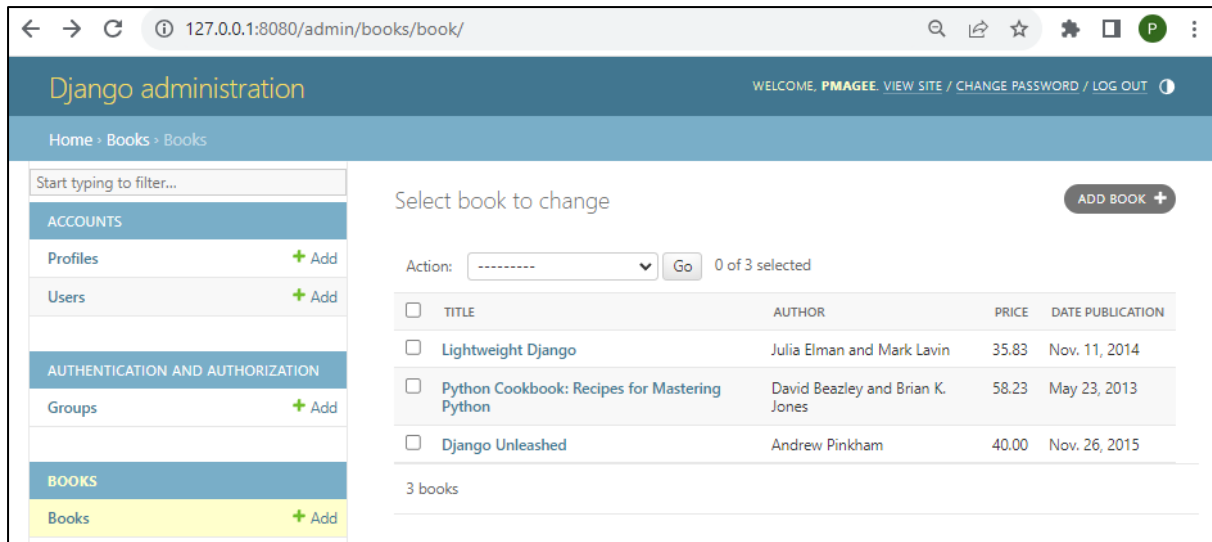 127.0.0.1:8080/admin/books/book/
P
Django administration
WELCOME, PMAGEE. VIEW SITE / CHANGE PASSWORD / LOG OUT
Home › Books › Books
Start typing to filter...
ACCOUNTS
Profiles + Add
Users + Add
AUTHENTICATION AND AUTHORIZATION
Groups + Add
BOOKS
Books + Add
Select book to change
ADD BOOK +
Action: --------- Go 0 of 3 selected
TITLE AUTHOR PRICE DATE PUBLICATION
Lightweight Django Julia Elman and Mark Lavin 35.83 Nov. 11, 2014
Python Cookbook: Recipes for Mastering David Beazley and Brian K. 58.23 May 23, 2013
Python Jones
Django Unleashed Andrew Pinkham 40.00 Nov. 26, 2015
3 books